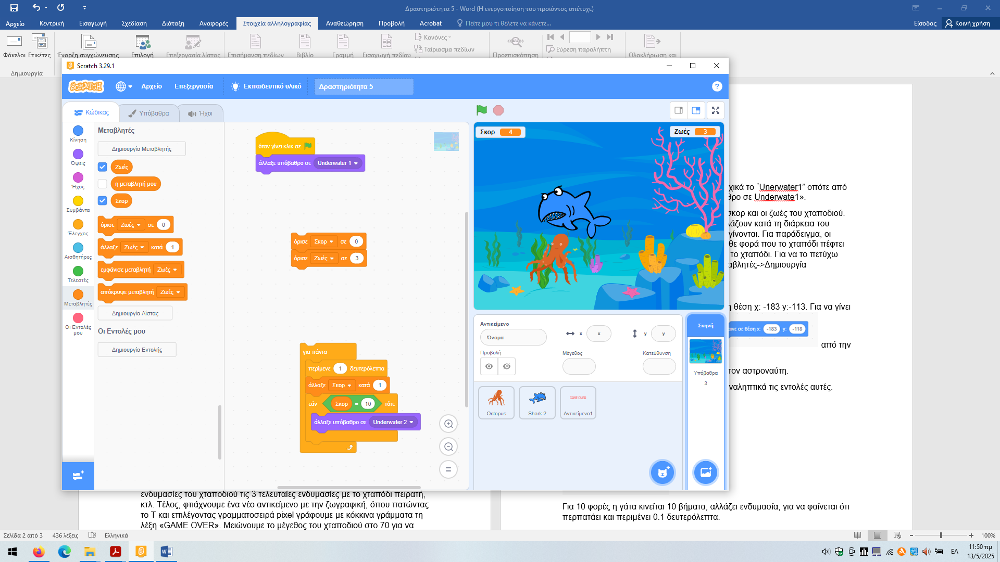 Δραστηριότητα 5 - Word (Η ενεργοποίηση του προϊόντος απέτυχε)
Αρχείο Κεντρική Εισαγωγή Σχεδίαση Διάταξη Αναφορές Στοιχεία αλληλογραφίας Αναθεώρηση Προβολή Acrobat Πείτε μου τι θέλετε να κάνετε... Είσοδος Κοινή χρήση
Κανόνες
Ταίριασμα πεδίων
Εύρεση παραλήπτη
Φάκελοι Ετικέτες Έναρξη συγχώνευσης Επιλογή Επεξεργασία λίστας Επισήμανση πεδίων Βιβλίο Γραμμή Εισαγωγή πεδίου Προεπισκόπηση Ολοκλήρωση και
Δημιουργία
Scratch 3.29.1
SCRATCH Αρχείο Επεξεργασία Εκπαιδευτικό υλικό Δραστηριότητα 5 ?
Κώδικας Υπόβαθρα Ήχοι
Κίνηση
Όψεις
Ήχος
Συμβάντα
Έλεγχος
Αισθητήρες
Τελεστές
Μεταβλητές
Οι Εντολές μου
Μεταβλητές
Δημιουργία Μεταβλητής
Ζωές
η μεταβλητή μου
Σκορ
όρισε Ζωές σε 0
άλλαξε Ζωές κατά 1
εμφάνισε μεταβλητή Ζωές
απόκρυψε μεταβλητή Ζωές
Δημιουργία Λίστας
Οι Εντολές μου
Δημιουργία Εντολής
όταν γίνει κλικ σε
άλλαξε υπόβαθρο σε Underwater 1
όρισε Σκορ σε 0
όρισε Ζωές σε 3
για πάντα
περίμενε 1 δευτερόλεπτα
άλλαξε Σκορ κατά 1
εάν Σκορ = 10 τότε
άλλαξε υπόβαθρο σε Underwater 2
Σκορ 4
Ζωές 3
Αντικείμενο
Όνομα
x x
y y
Προβολή
Μέγεθος
Κατεύθυνση
Octopus
Shark 2
GAME OVER
Αντικείμενο1
Σκηνή
Υπόβαθρα
3
χικά το “Unerwater1” οπότε από
θρο σε Underwate1».
σκορ και οι ζωές του χταποδιού.
λάζουν κατά τη διάρκεια του
γίνονται. Για παράδειγμα, οι
θε φορά που το χταπόδι πέφτει
το χταπόδι. Για να το πετύχω
αβλητές->Δημιουργία
η θέση x: -183 y:-113. Για να γίνει
αινε σε θέση x: -183 y: -118
από την
τον αστροναύτη.
ναληπτικά τις εντολές αυτές.
ενδυμασίες του χταποδιού τις 3 τελευταίες ενδυμασίες με το χταπόδι πειρατή,
κτλ. Τέλος, φτιάχνουμε ένα νέο αντικείμενο με την ζωγραφική, όπου πατώντας
το Τ και επιλέγοντας γραμματοσειρά pixel γράφουμε με κόκκινα γράμματα τη
λέξη «GAME OVER». Μειώνουμε το μέγεθος του χταποδιού στο 70 για να
Για 10 φορές η γάτα κινείται 10 βήματα, αλλάζει ενδυμασία, για να φαίνεται ότι
περπατάει και περιμένει 0.1 δευτερόλεπτα.
Σελίδα 2 από 3 436 λέξεις Ελληνικά 100%
ΕΛ
11:50 πμ
13/5/2025